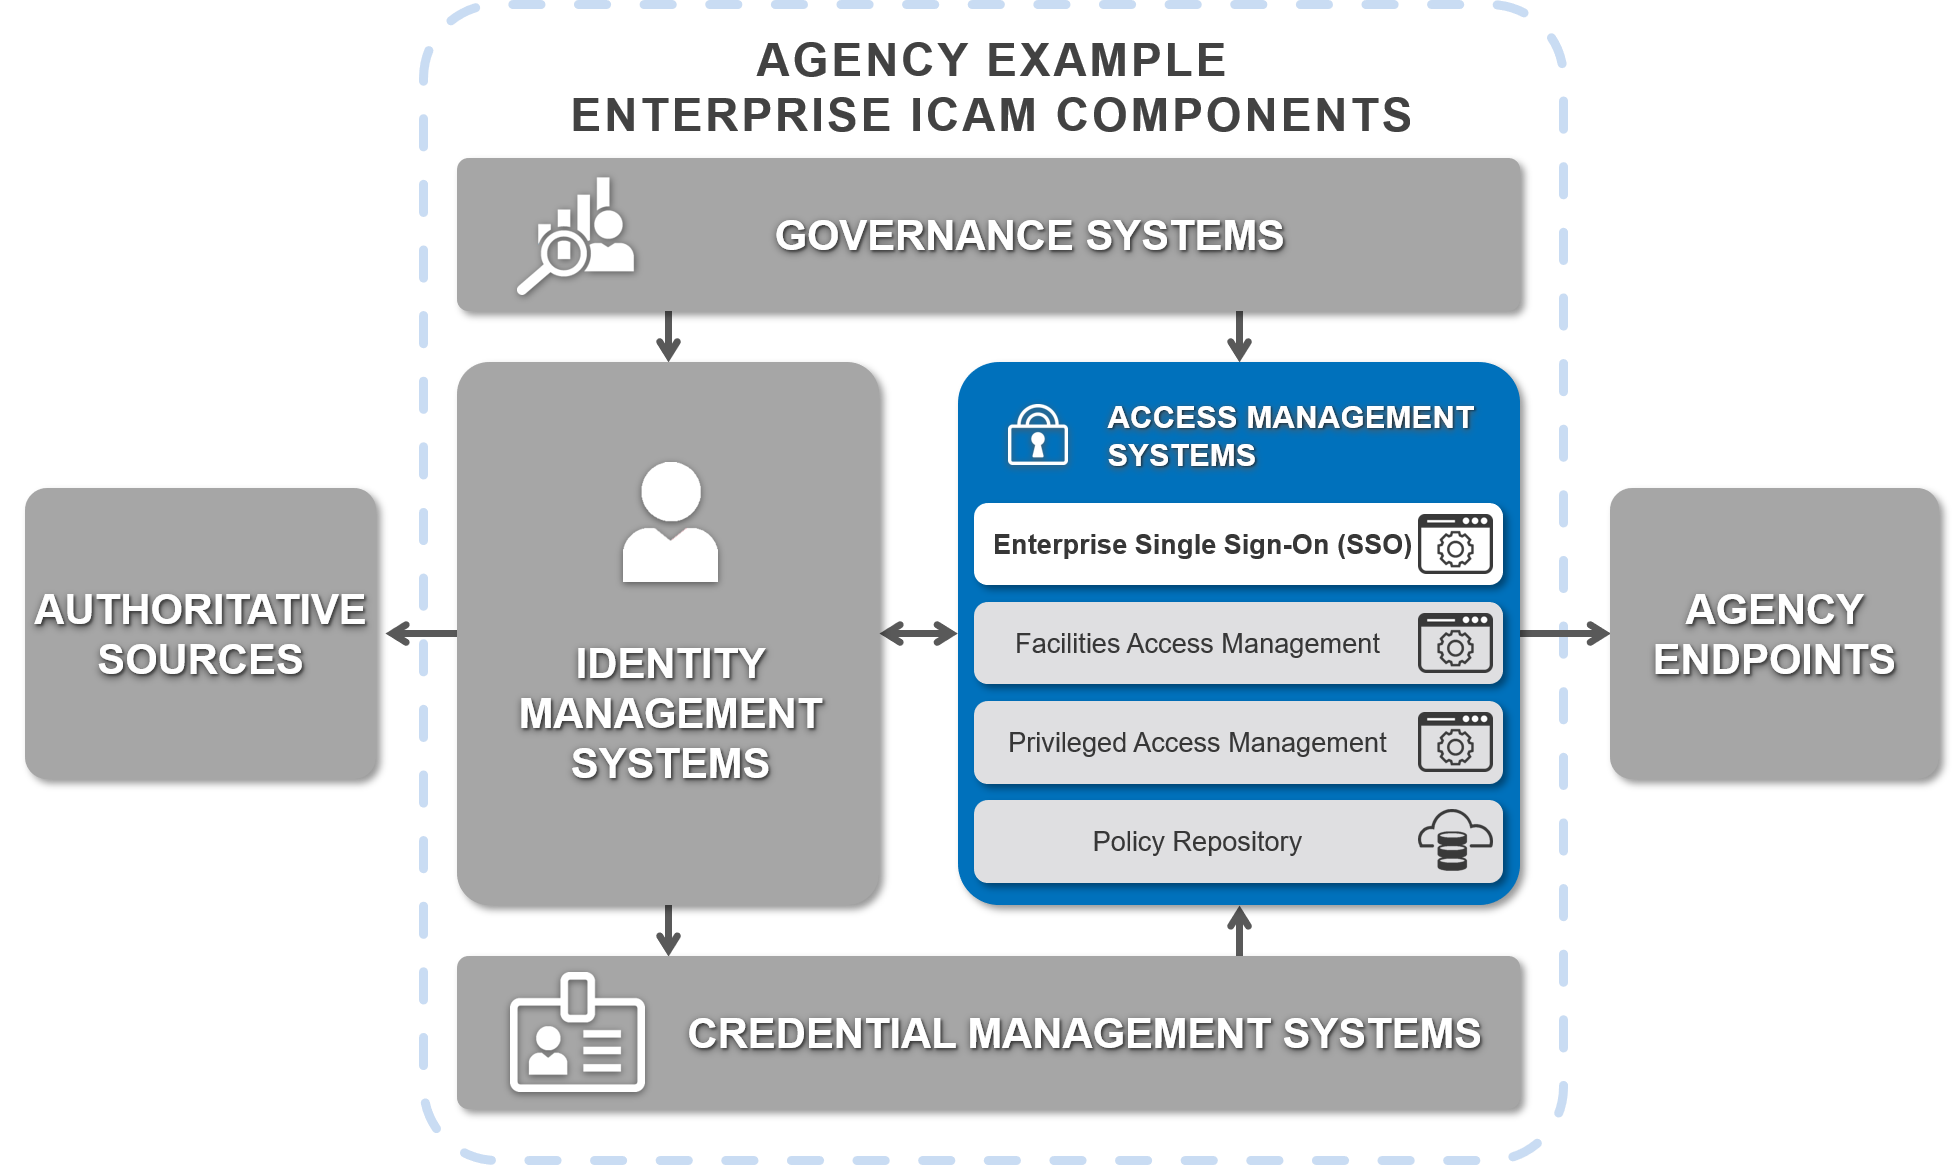 AGENCY EXAMPLE
ENTERPRISE ICAM COMPONENTS
GOVERNANCE SYSTEMS
AUTHORITATIVE
SOURCES
IDENTITY
MANAGEMENT
SYSTEMS
ACCESS MANAGEMENT
SYSTEMS
Enterprise Single Sign-On (SSO)
Facilities Access Management
Privileged Access Management
Policy Repository
AGENCY
ENDPOINTS
CREDENTIAL MANAGEMENT SYSTEMS